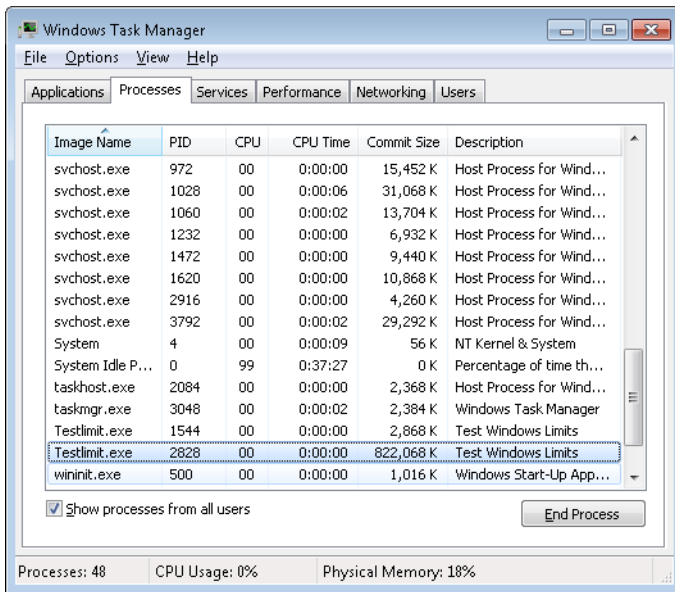 Windows Task Manager
File Options View Help
Applications Processes Services Performance Networking Users
Image Name PID CPU CPU Time Commit Size Description
svchost.exe 972 00 0:00:00 15,452 K Host Process for Wind...
svchost.exe 1028 00 0:00:06 31,068 K Host Process for Wind...
svchost.exe 1060 00 0:00:02 13,704 K Host Process for Wind...
svchost.exe 1232 00 0:00:00 6,932 K Host Process for Wind...
svchost.exe 1472 00 0:00:00 9,440 K Host Process for Wind...
svchost.exe 1620 00 0:00:00 10,868 K Host Process for Wind...
svchost.exe 2916 00 0:00:00 4,260 K Host Process for Wind...
svchost.exe 3792 00 0:00:02 29,292 K Host Process for Wind...
System 4 00 0:00:09 56 K NT Kernel & System
System Idle P... 0 99 0:37:27 0 K Percentage of time th...
taskhost.exe 2084 00 0:00:00 2,368 K Host Process for Wind...
taskmgr.exe 3048 00 0:00:02 2,384 K Windows Task Manager
Testlimit.exe 1544 00 0:00:00 2,868 K Test Windows Limits
Testlimit.exe 2828 00 0:00:00 822,068 K Test Windows Limits
wininit.exe 500 00 0:00:00 1,016 K Windows Start-Up App...
Show processes from all users
End Process
Processes: 48 CPU Usage: 0% Physical Memory: 18%